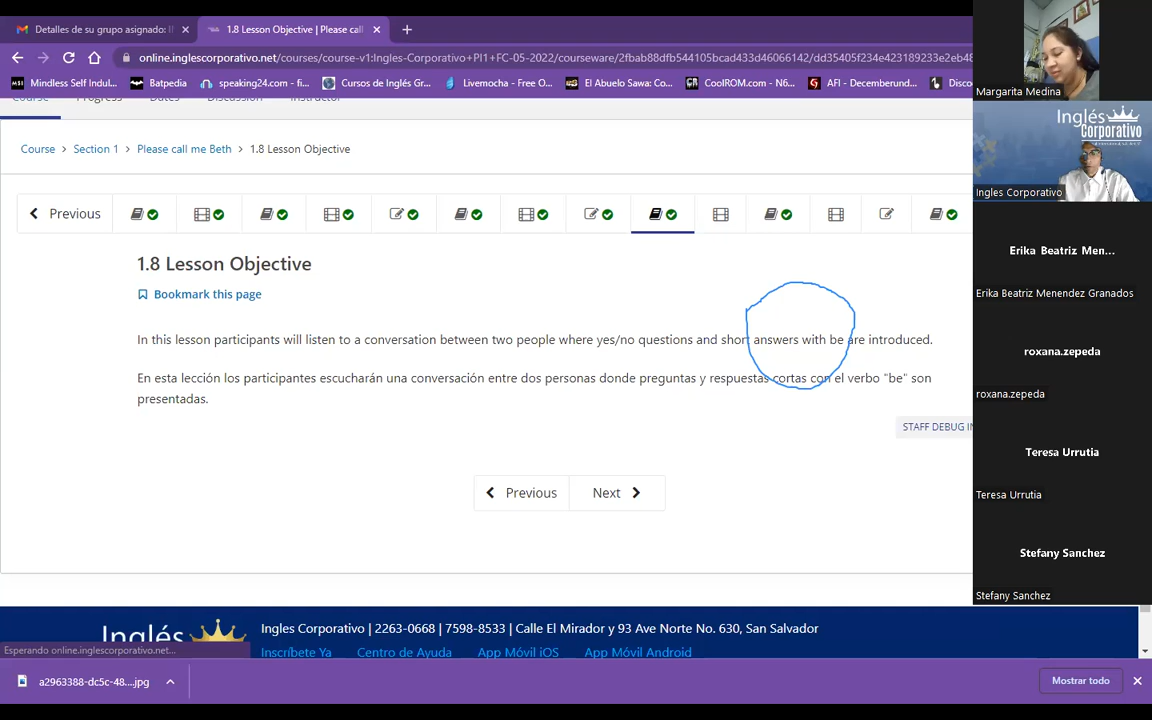 Detalles de su grupo asignado: I
1.8 Lesson Objective | Please call
online.inglescorporativo.net/courses/course-v1:Ingles-Corporativo+PI1+FC-05-2022/courseware/2fbab88dfb544105bcad433d46066142/dd35405f234e423189233e2eb48
Mindless Self Indul...
Batpedia
speaking24.com - fi...
Cursos de Inglés Gr...
Livemocha - Free O...
El Abuelo Sawa: Co...
CoolROM.com - N6...
AFI - Decemberund...
Disco
Course Progress Dates Discussion Instructor
Course > Section 1 > Please call me Beth > 1.8 Lesson Objective
Previous
1.8 Lesson Objective
Bookmark this page
In this lesson participants will listen to a conversation between two people where yes/no questions and short answers with be are introduced.
En esta lección los participantes escucharán una conversación entre dos personas donde preguntas y respuestas cortas con el verbo "be" son
presentadas.
STAFF DEBUG IN
Previous Next
Inglés
Ingles Corporativo | 2263-0668 | 7598-8533 | Calle El Mirador y 93 Ave Norte No. 630, San Salvador
Inscríbete Ya Centro de Ayuda App Móvil iOS App Móvil Android
Esperando online.inglescorporativo.net...
a2963388-dc5c-48....jpg
Mostrar todo
Margarita Medina
Inglés
Corporativo
Ingles Corporativo
Erika Beatriz Men...
Erika Beatriz Menendez Granados
roxana.zepeda
roxana.zepeda
Teresa Urrutia
Teresa Urrutia
Stefany Sanchez
Stefany Sanchez